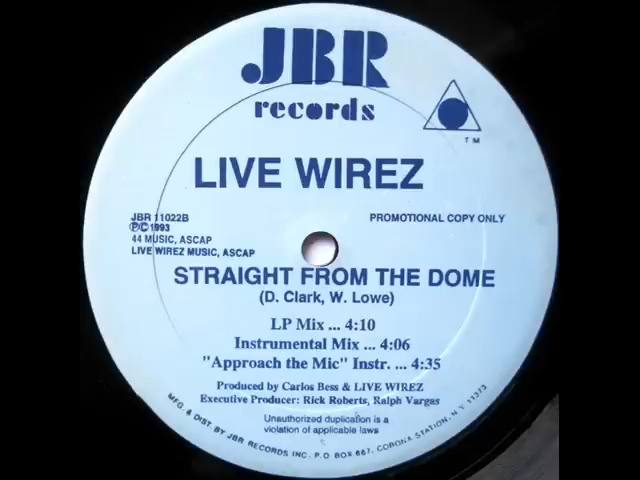 JBR
records
TM
LIVE WIREZ
JBR 11022B
PROMOTIONAL COPY ONLY
℗©1993
44 MUSIC, ASCAP
LIVE WIREZ MUSIC, ASCAP
STRAIGHT FROM THE DOME
(D. Clark, W. Lowe)
LP Mix ... 4:10
Instrumental Mix ... 4:06
"Approach the Mic" Instr. ... 4:35
Produced by Carlos Bess & LIVE WIREZ
Executive Producer: Rick Roberts, Ralph Vargas
Unauthorized duplication is a
violation of applicable laws
MFG. & DIST. BY JBR RECORDS INC. P.O BOX 667, CORONA STATION, N.Y. 11373